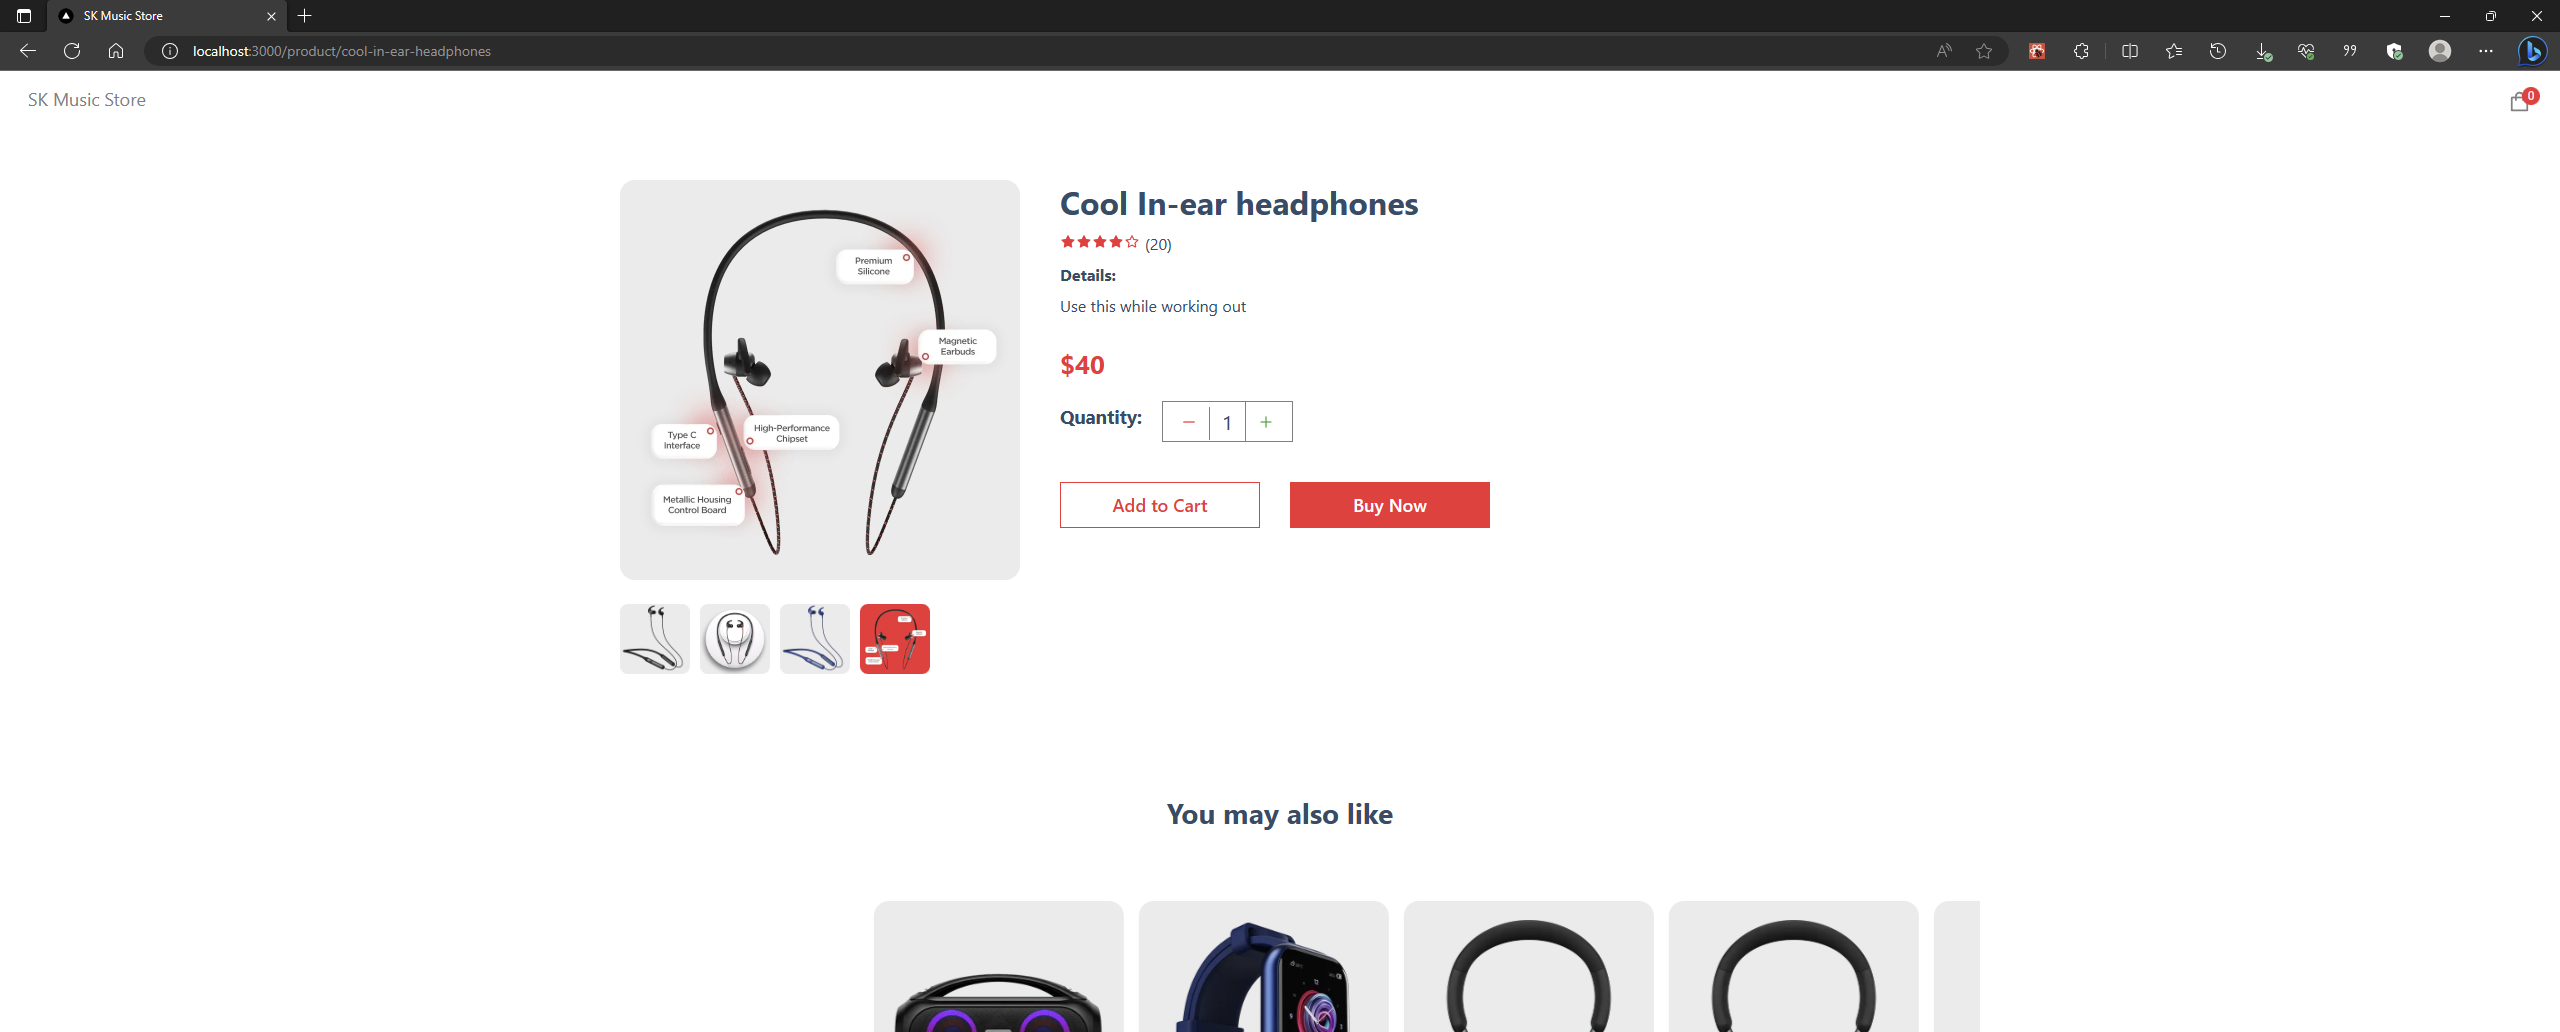 SK Music Store
localhost:3000/product/cool-in-ear-headphones
SK Music Store
0
Premium
Silicone
Magnetic
Earbuds
Type C
Interface
High-Performance
Chipset
Metallic Housing
Control Board
Cool In-ear headphones
(20)
Details:
Use this while working out
$40
Quantity:
− 1 +
Add to Cart
Buy Now
You may also like